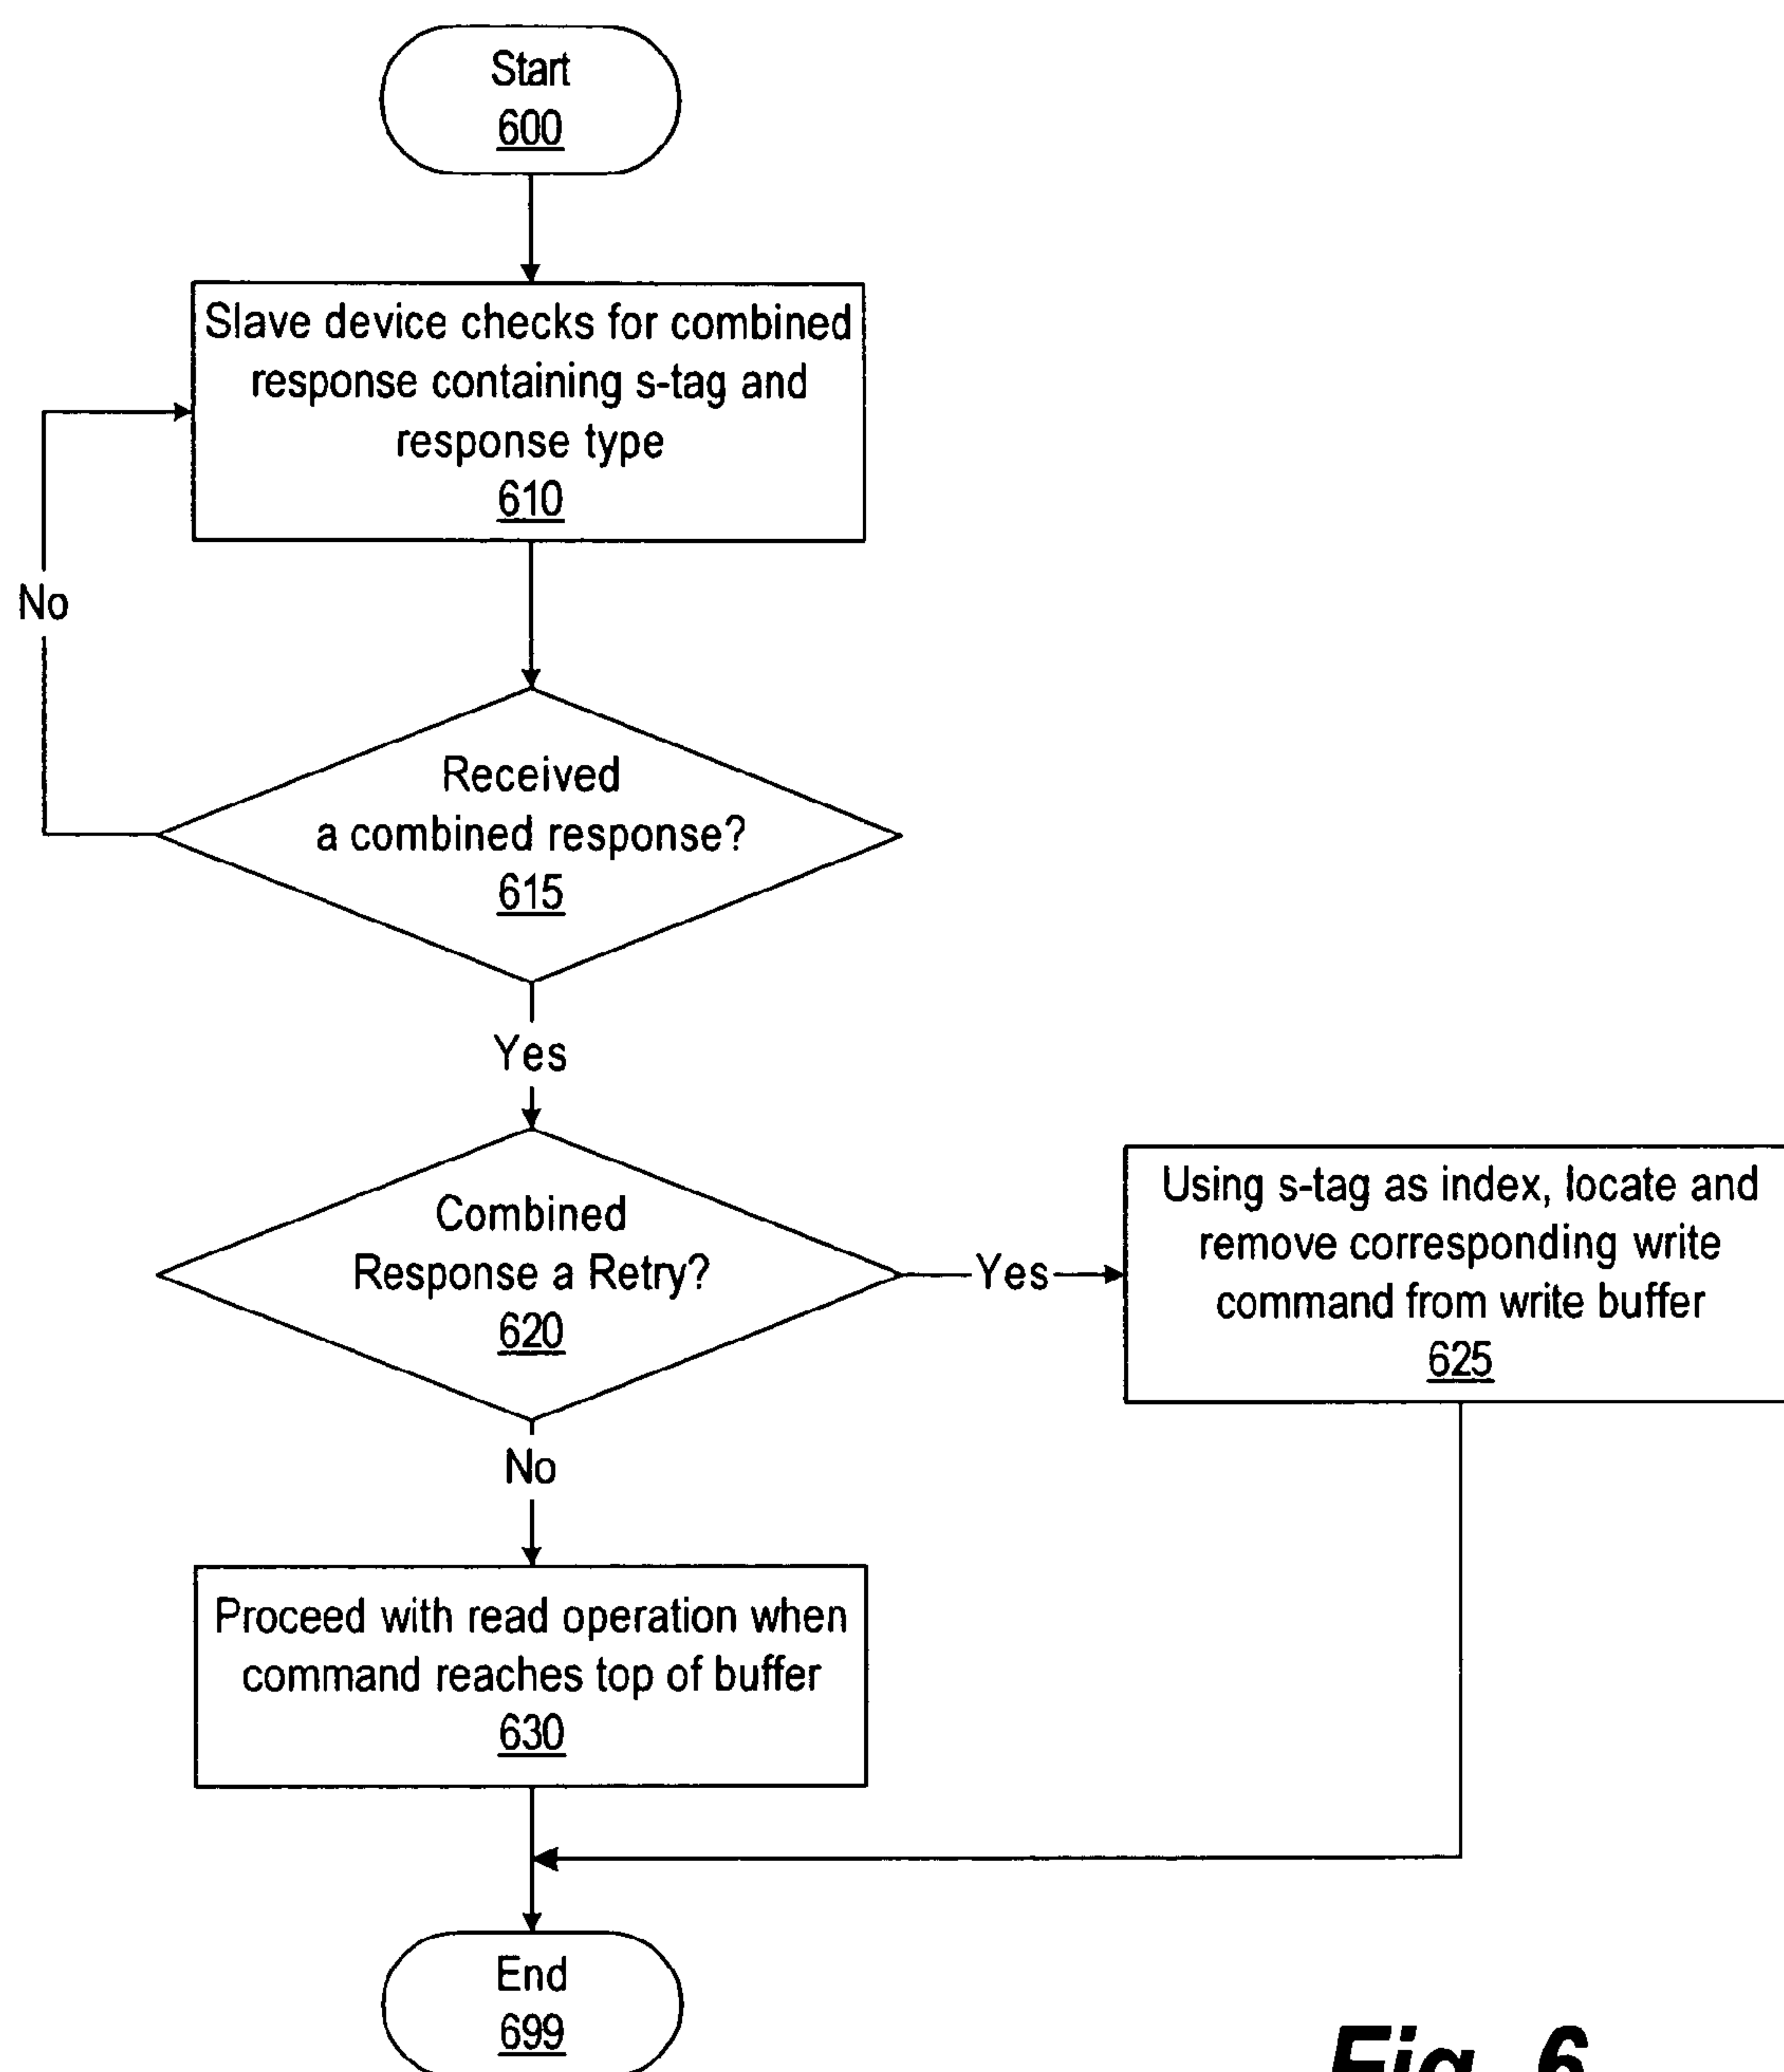 Start
600
Slave device checks for combined
response containing s-tag and
response type
610
No
Received
a combined response?
615
Yes
Combined
Response a Retry?
620
Yes
Using s-tag as index, locate and
remove corresponding write
command from write buffer
625
No
Proceed with read operation when
command reaches top of buffer
630
End
699
Fig. 6